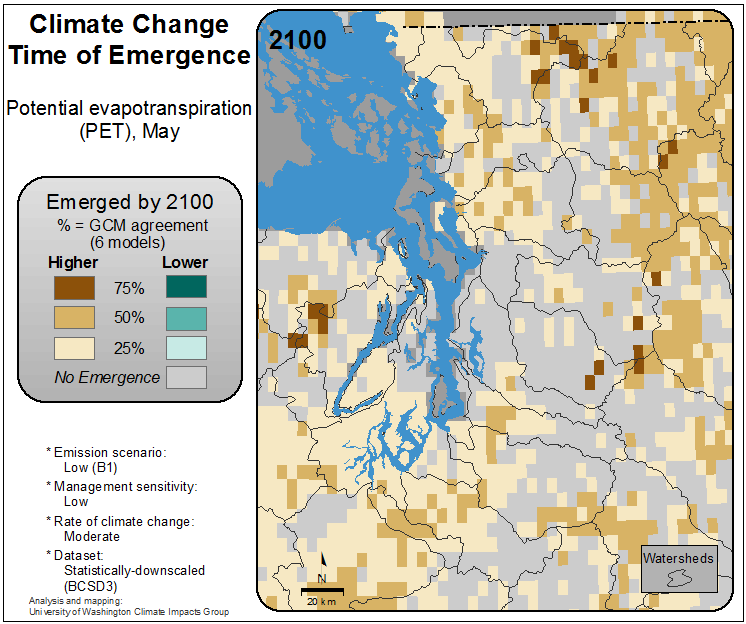 Climate Change
Time of Emergence
Potential evapotranspiration
(PET), May
Emerged by 2100
% = GCM agreement
(6 models)
Higher Lower
75%
50%
25%
No Emergence
* Emission scenario:
Low (B1)
* Management sensitivity:
Low
* Rate of climate change:
Moderate
* Dataset:
Statistically-downscaled
(BCSD3)
Analysis and mapping:
University of Washington Climate Impacts Group
2100
N
20 km
Watersheds